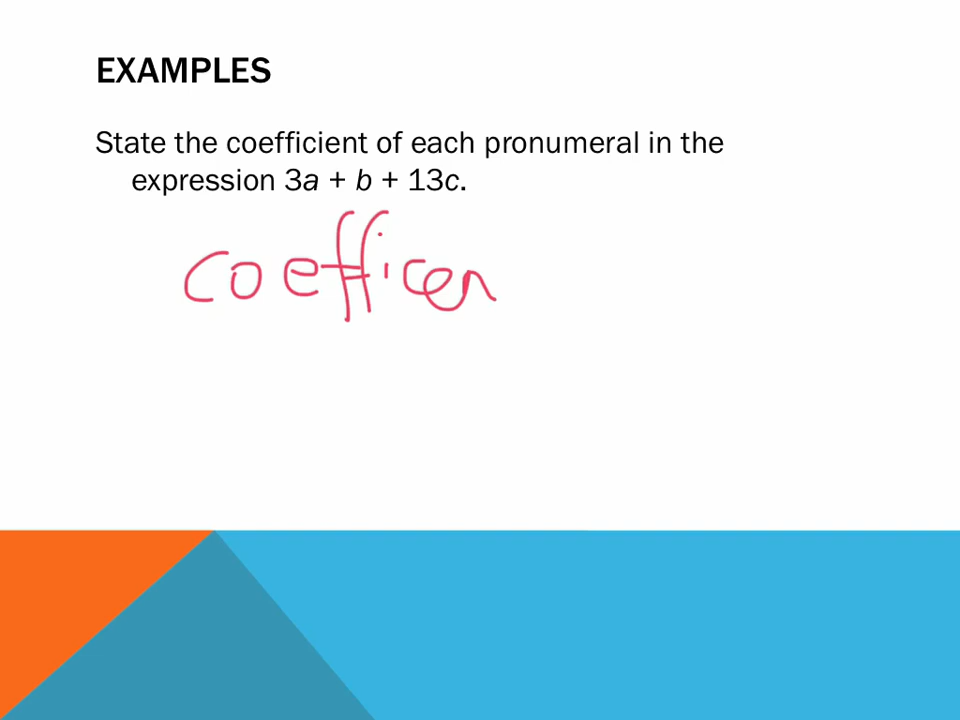 EXAMPLES
State the coefficient of each pronumeral in the
expression 3a + b + 13c.
coefficen